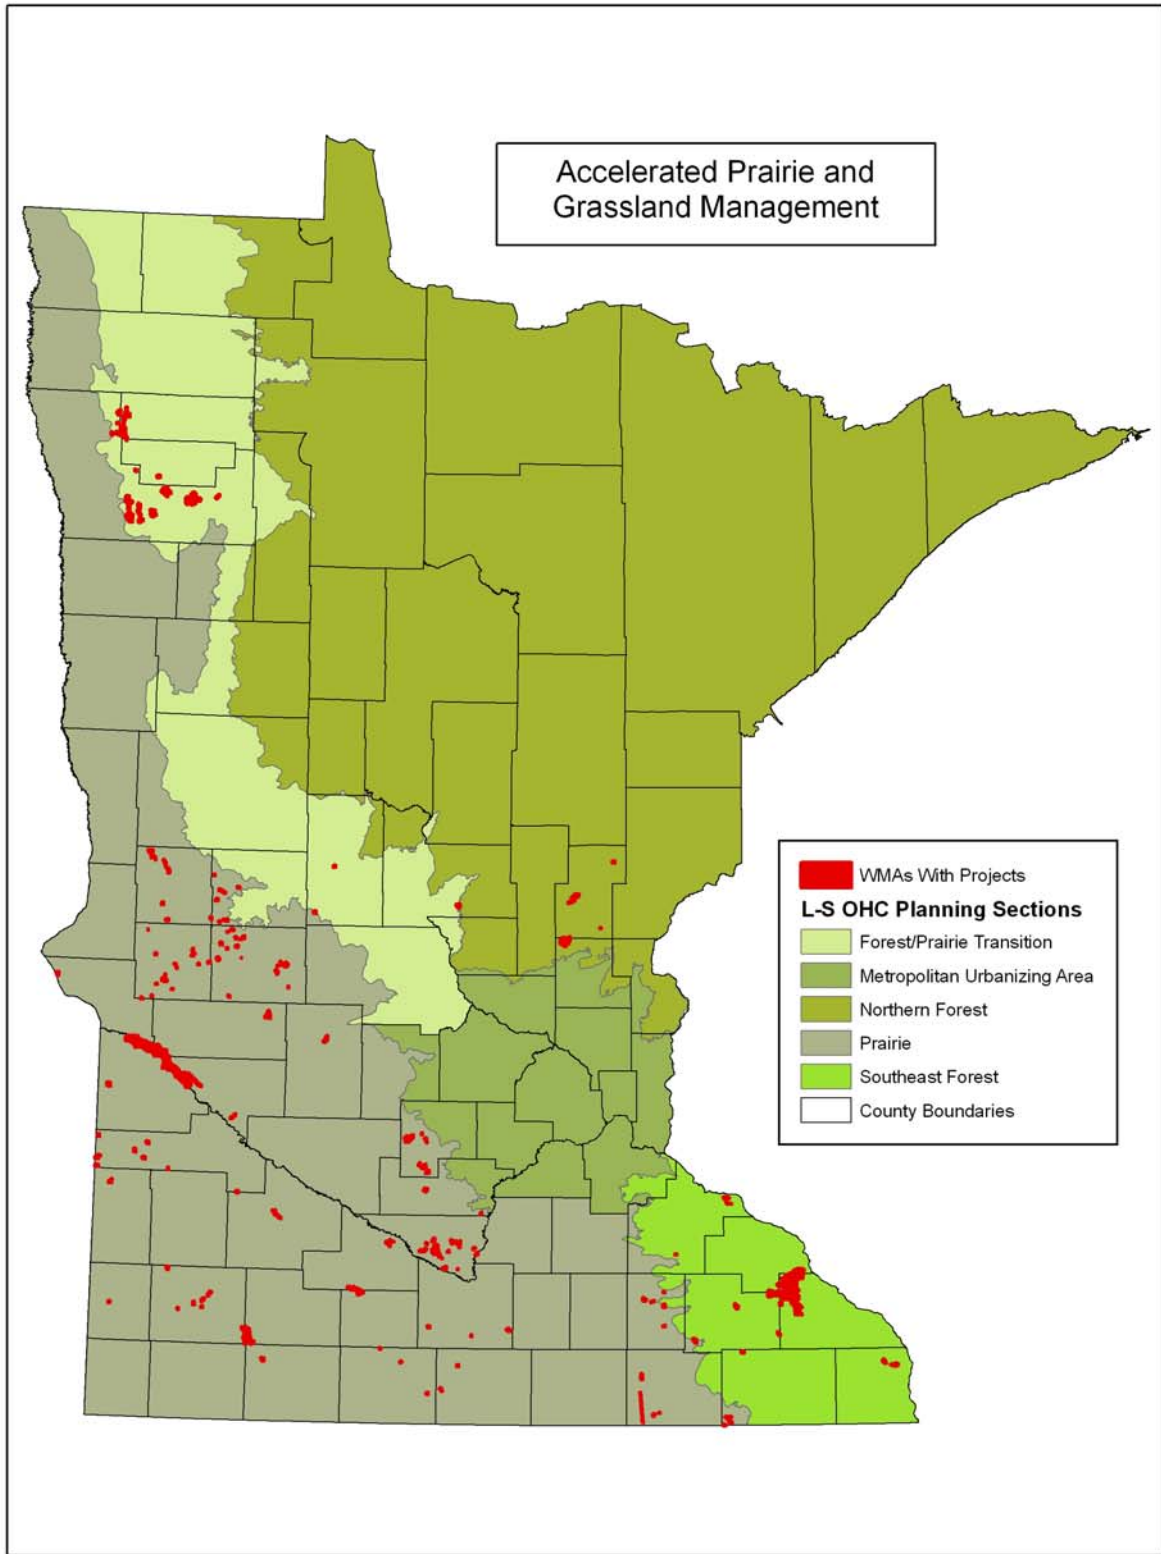 Accelerated Prairie and
Grassland Management
WMAs With Projects
L-S OHC Planning Sections
Forest/Prairie Transition
Metropolitan Urbanizing Area
Northern Forest
Prairie
Southeast Forest
County Boundaries